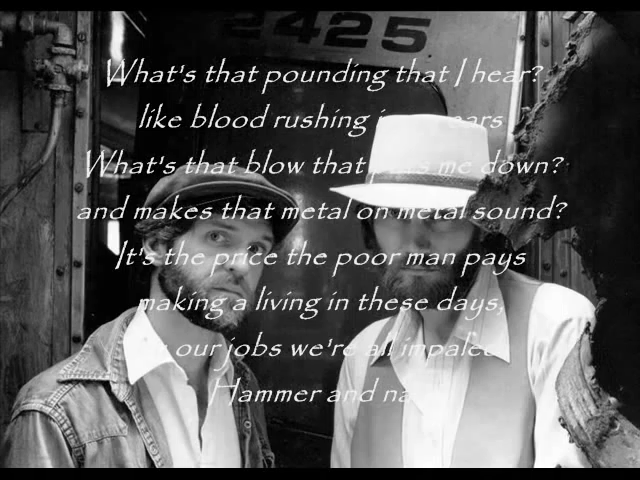 2425
What's that pounding that I hear?
like blood rushing in ears
What's that blow that me down?
and makes that metal on metal sound?
It's the price the poor man pays
making a living in these days,
our jobs we're all impaled
Hammer and